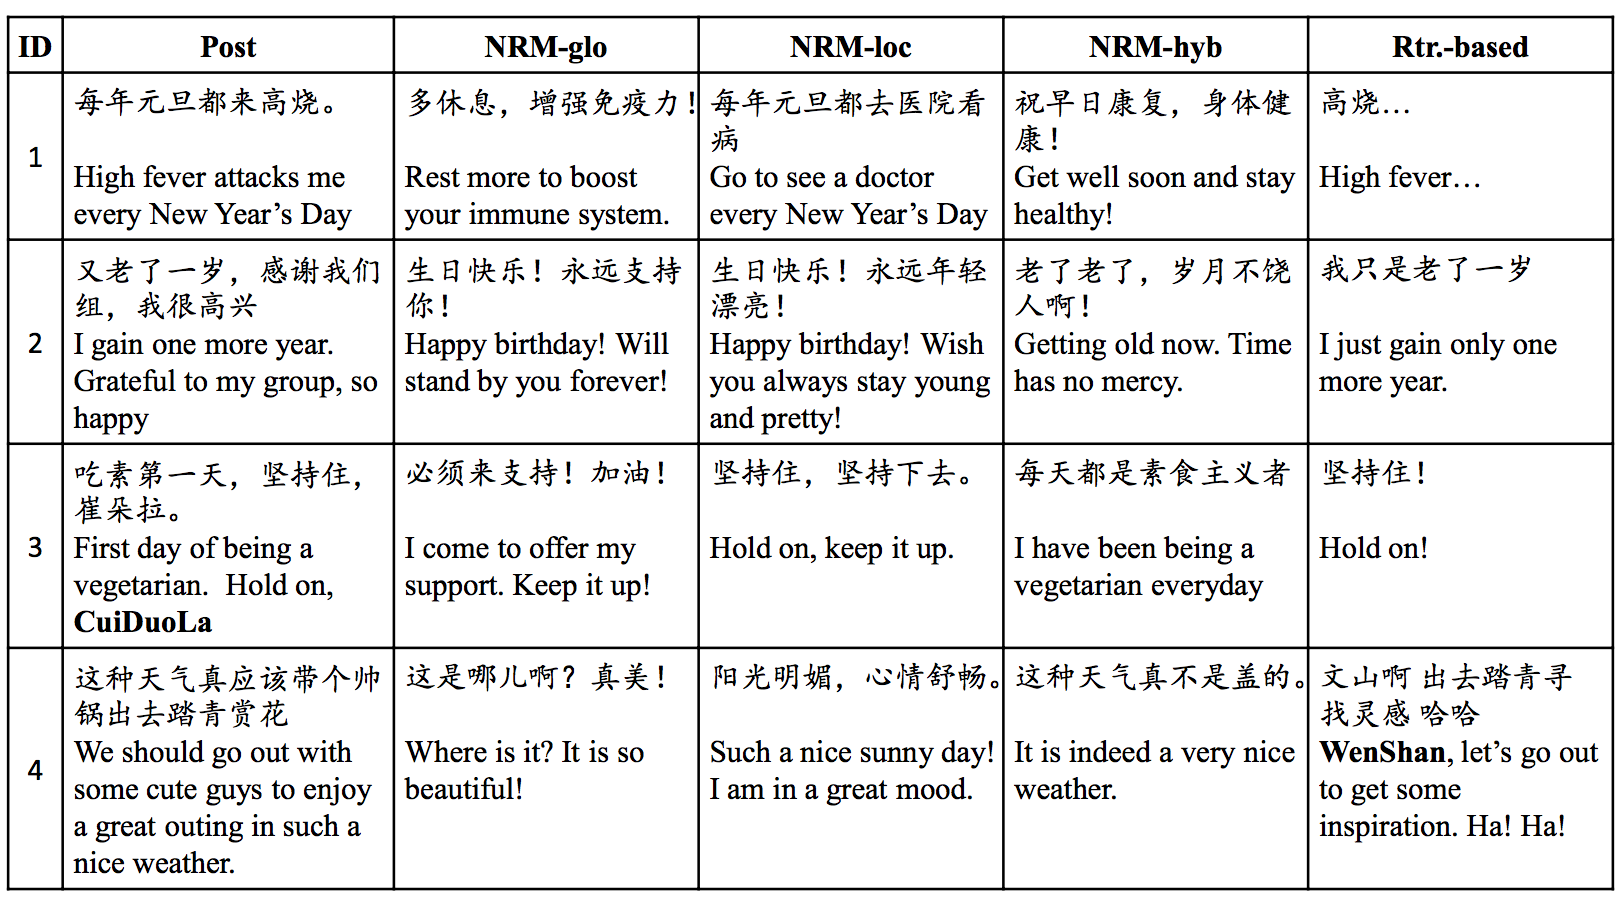 ID
Post
NRM-glo
NRM-loc
NRM-hyb
Rtr.-based
1
每年元旦都来高烧。
High fever attacks me
every New Year’s Day
多休息，增强免疫力！
Rest more to boost
your immune system.
每年元旦都去医院看
病
Go to see a doctor
every New Year’s Day
祝早日康复，身体健
康！
Get well soon and stay
healthy!
高烧…
High fever…
2
又老了一岁，感谢我们
组，我很高兴
I gain one more year.
Grateful to my group, so
happy
生日快乐！永远支持
你！
Happy birthday! Will
stand by you forever!
生日快乐！永远年轻
漂亮！
Happy birthday! Wish
you always stay young
and pretty!
老了老了，岁月不饶
人啊！
Getting old now. Time
has no mercy.
我只是老了一岁
I just gain only one
more year.
3
吃素第一天，坚持住，
崔朵拉。
First day of being a
vegetarian. Hold on,
CuiDuoLa
必须来支持！加油！
I come to offer my
support. Keep it up!
坚持住，坚持下去。
Hold on, keep it up.
每天都是素食主义者
I have been being a
vegetarian everyday
坚持住！
Hold on!
4
这种天气真应该带个帅
锅出去踏青赏花
We should go out with
some cute guys to enjoy
a great outing in such a
nice weather.
这是哪儿啊？真美！
Where is it? It is so
beautiful!
阳光明媚，心情舒畅。
Such a nice sunny day!
I am in a great mood.
这种天气真不是盖的。
It is indeed a very nice
weather.
文山啊 出去踏青寻
找灵感 哈哈
WenShan, let’s go out
to get some
inspiration. Ha! Ha!